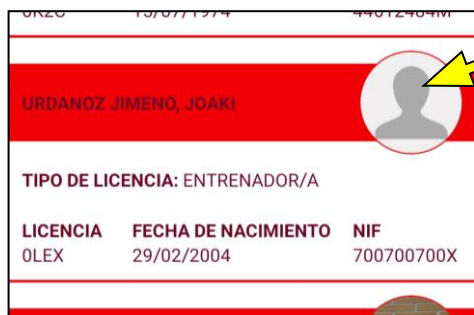 URDANOZ JIMENO, JOAKI
TIPO DE LICENCIA: ENTRENADOR/A
LICENCIA FECHA DE NACIMIENTO NIF
0LEX 29/02/2004 700700700X